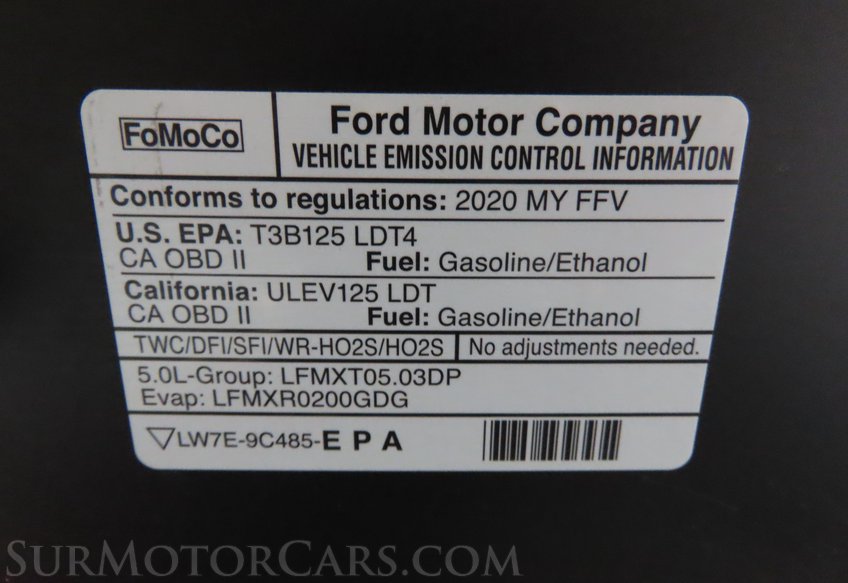 FoMoCo
Ford Motor Company
VEHICLE EMISSION CONTROL INFORMATION
Conforms to regulations: 2020 MY FFV
U.S. EPA: T3B125 LDT4
CA OBD II Fuel: Gasoline/Ethanol
California: ULEV125 LDT
CA OBD II Fuel: Gasoline/Ethanol
TWC/DFI/SFI/WR-HO2S/HO2S No adjustments needed.
5.0L-Group: LFMXT05.03DP
Evap: LFMXR0200GDG
LW7E-9C485-E P A
SurMotorCars.com